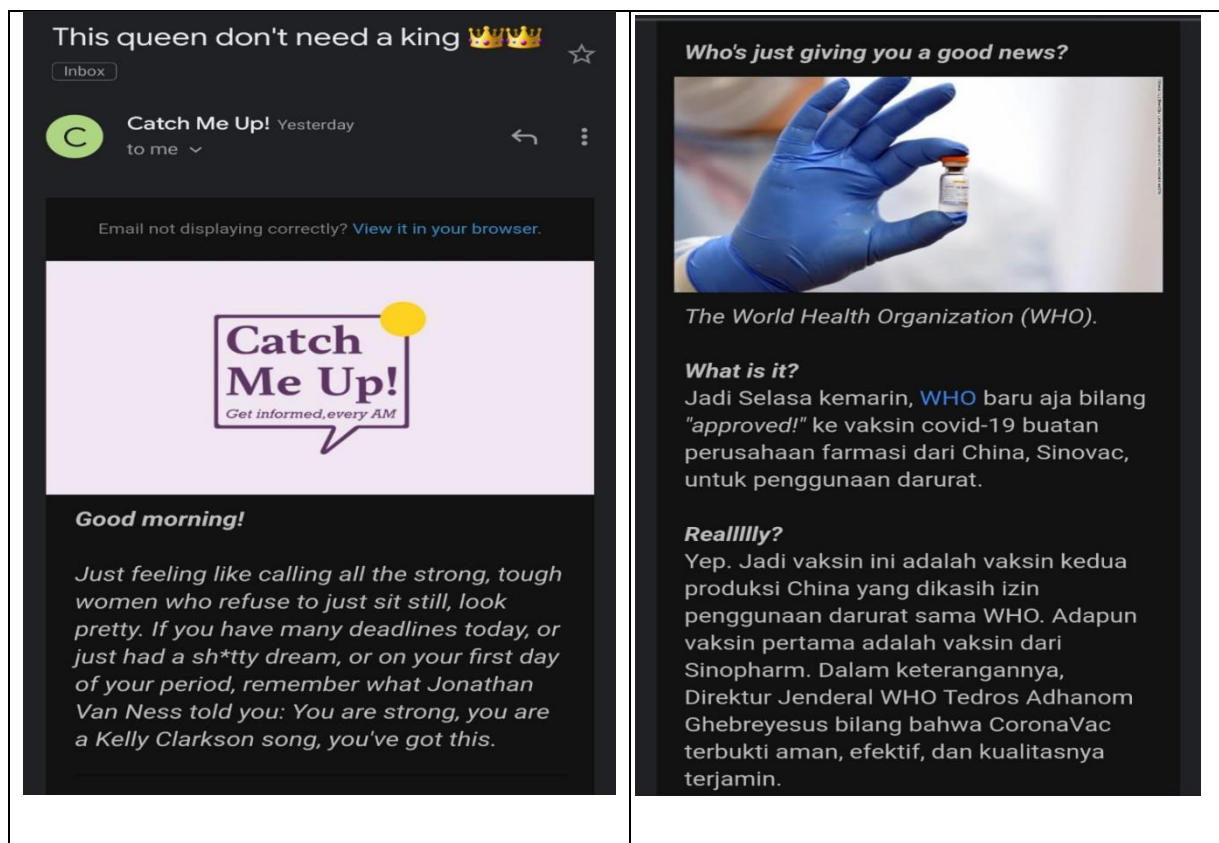 This queen don't need a king 👑👑
Inbox
C
Catch Me Up! Yesterday
to me
Email not displaying correctly? View it in your browser.
Catch
Me Up!
Get informed, every AM
Good morning!
Just feeling like calling all the strong, tough
women who refuse to just sit still, look
pretty. If you have many deadlines today, or
just had a sh*tty dream, or on your first day
of your period, remember what Jonathan
Van Ness told you: You are strong, you are
a Kelly Clarkson song, you've got this.
Who's just giving you a good news?
The World Health Organization (WHO).
What is it?
Jadi Selasa kemarin, WHO baru aja bilang
"approved!" ke vaksin covid-19 buatan
perusahaan farmasi dari China, Sinovac,
untuk penggunaan darurat.
Reallllly?
Yep. Jadi vaksin ini adalah vaksin kedua
produksi China yang dikasih izin
penggunaan darurat sama WHO. Adapun
vaksin pertama adalah vaksin dari
Sinopharm. Dalam keterangannya,
Direktur Jenderal WHO Tedros Adhanom
Ghebreyesus bilang bahwa CoronaVac
terbukti aman, efektif, dan kualitasnya
terjamin.